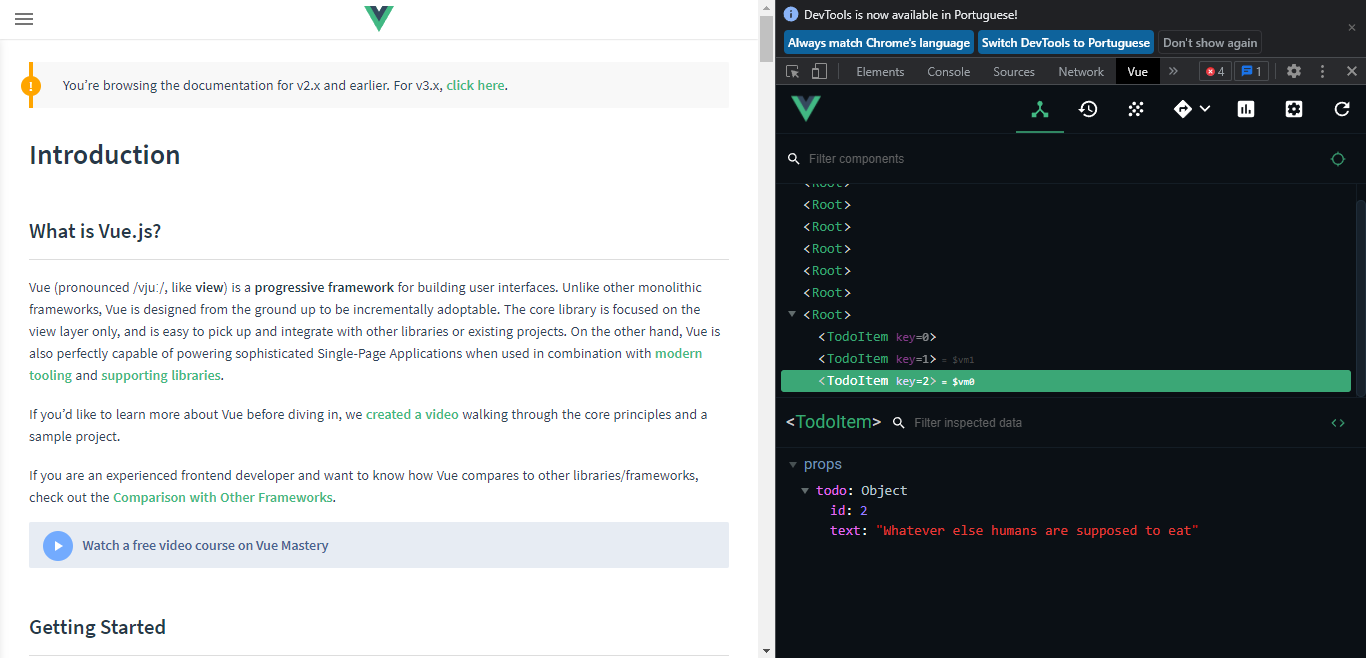 You’re browsing the documentation for v2.x and earlier. For v3.x, click here.
Introduction
What is Vue.js?
Vue (pronounced /vjuː/, like view) is a progressive framework for building user interfaces. Unlike other monolithic
frameworks, Vue is designed from the ground up to be incrementally adoptable. The core library is focused on the
view layer only, and is easy to pick up and integrate with other libraries or existing projects. On the other hand, Vue is
also perfectly capable of powering sophisticated Single-Page Applications when used in combination with modern
tooling and supporting libraries.
If you’d like to learn more about Vue before diving in, we created a video walking through the core principles and a
sample project.
If you are an experienced frontend developer and want to know how Vue compares to other libraries/frameworks,
check out the Comparison with Other Frameworks.
Watch a free video course on Vue Mastery
Getting Started
DevTools is now available in Portuguese!
Always match Chrome's language Switch DevTools to Portuguese Don't show again
Elements Console Sources Network Vue » 4 1
Filter components
<Root>
<Root>
<Root>
<Root>
<Root>
<Root>
<Root>
<TodoItem key=0>
<TodoItem key=1> = $vm1
<TodoItem key=2> = $vm0
<TodoItem> Filter inspected data
props
todo: Object
id: 2
text: "Whatever else humans are supposed to eat"